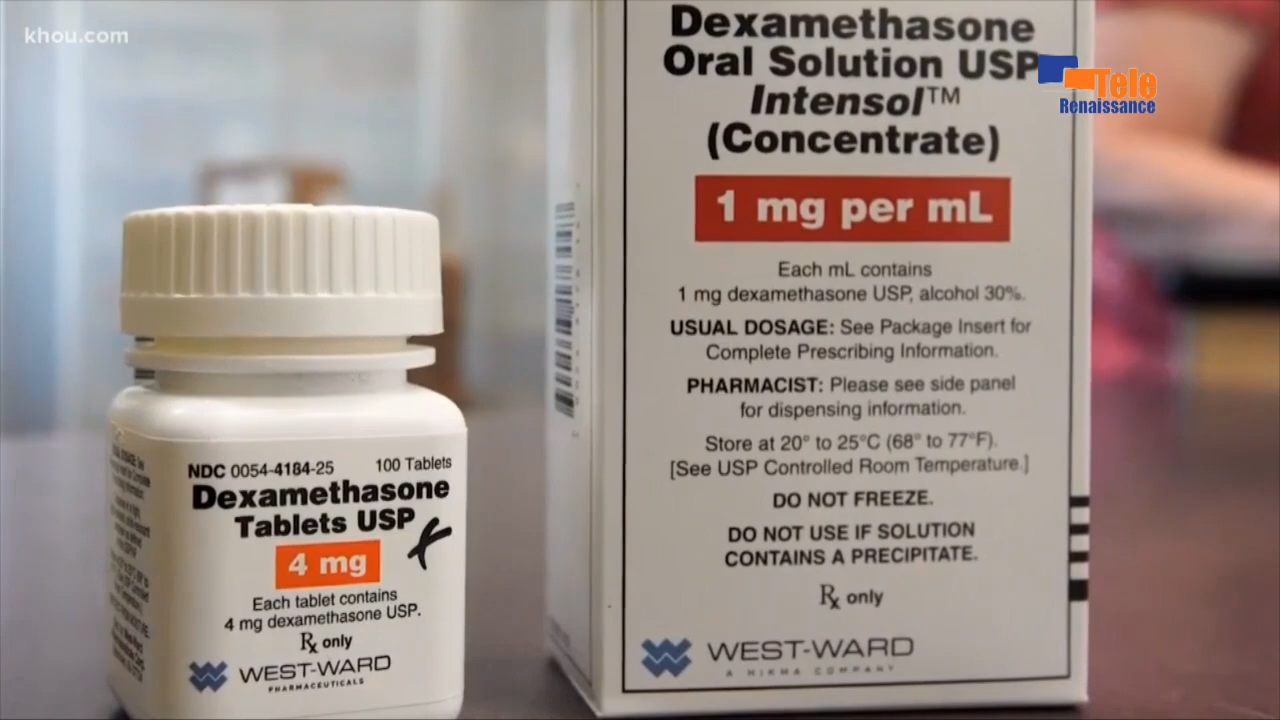 khou.com
Tele
Renaissance
NDC 0054-4184-25 100 Tablets
Dexamethasone
Tablets USP
4 mg
Each tablet contains
4 mg dexamethasone USP.
Rx only
WEST-WARD
PHARMACEUTICALS
Dexamethasone
Oral Solution USP
Intensol™
(Concentrate)
1 mg per mL
Each mL contains
1 mg dexamethasone USP, alcohol 30%.
USUAL DOSAGE: See Package Insert for
Complete Prescribing Information.
PHARMACIST: Please see side panel
for dispensing information.
Store at 20° to 25°C (68° to 77°F).
[See USP Controlled Room Temperature.]
DO NOT FREEZE.
DO NOT USE IF SOLUTION
CONTAINS A PRECIPITATE.
Rx only
WEST-WARD
A HIKMA COMPANY